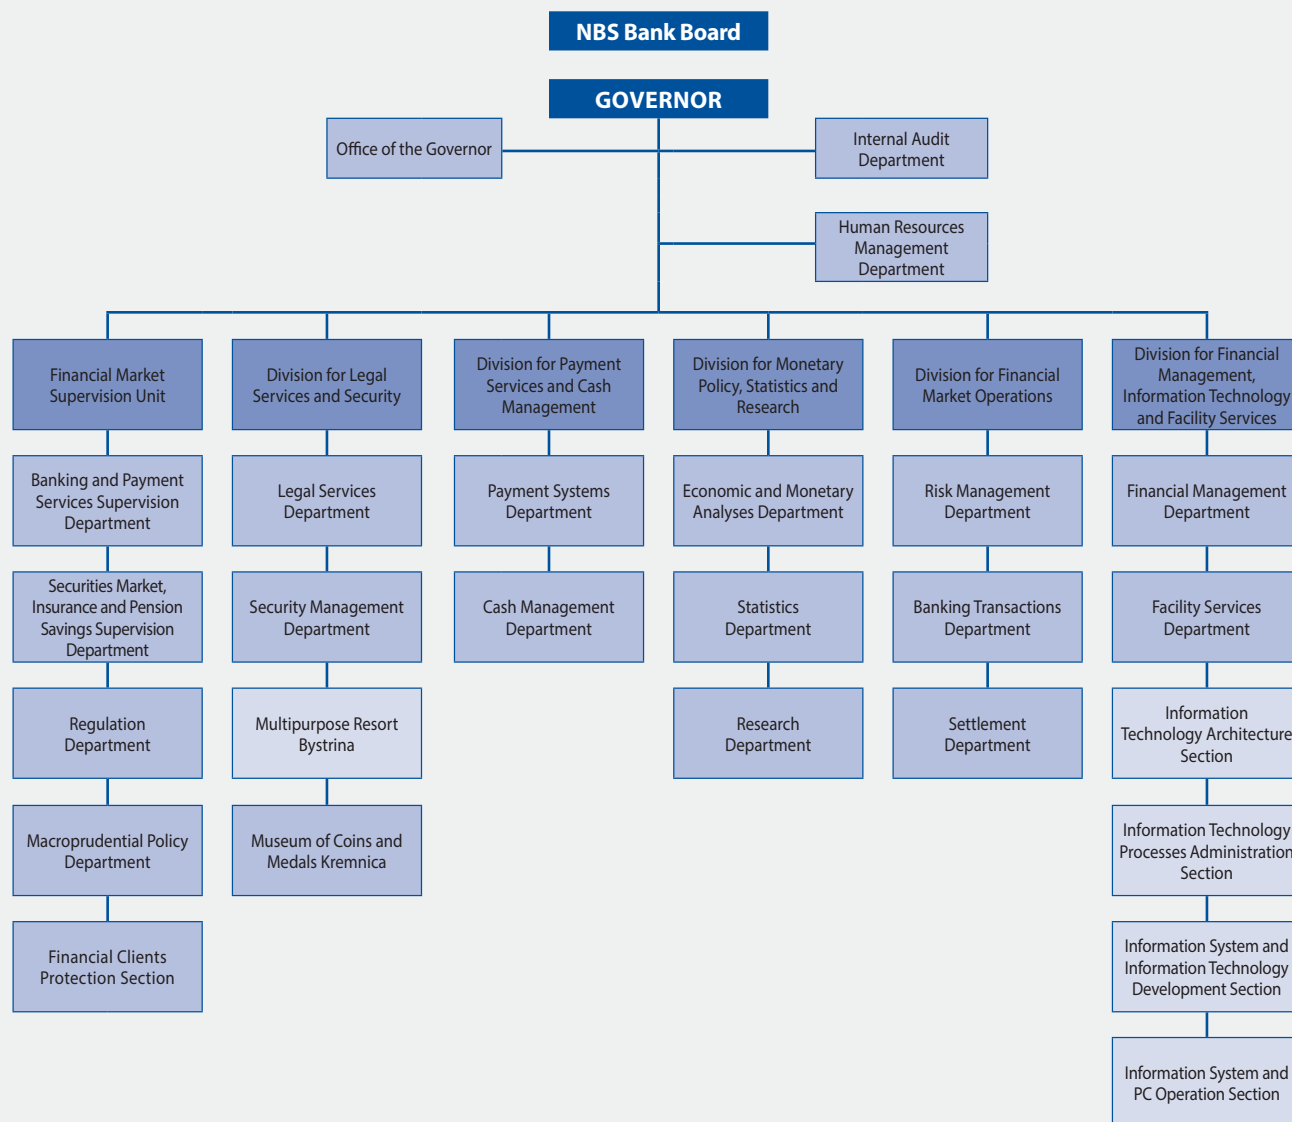 NBS Bank Board
GOVERNOR
Office of the Governor
Internal Audit
Department
Human Resources
Management
Department
Financial Market
Supervision Unit
Banking and Payment
Services Supervision
Department
Securities Market,
Insurance and Pension
Savings Supervision
Department
Regulation
Department
Macroprudential Policy
Department
Financial Clients
Protection Section
Division for Legal
Services and Security
Legal Services
Department
Security Management
Department
Multipurpose Resort
Bystrina
Museum of Coins and
Medals Kremnica
Division for Payment
Services and Cash
Management
Payment Systems
Department
Cash Management
Department
Division for Monetary
Policy, Statistics and
Research
Economic and Monetary
Analyses Department
Statistics
Department
Research
Department
Division for Financial
Market Operations
Risk Management
Department
Banking Transactions
Department
Settlement
Department
Division for Financial
Management,
Information Technology
and Facility Services
Financial Management
Department
Facility Services
Department
Information
Technology Architecture
Section
Information Technology
Processes Administration
Section
Information System and
Information Technology
Development Section
Information System and
PC Operation Section